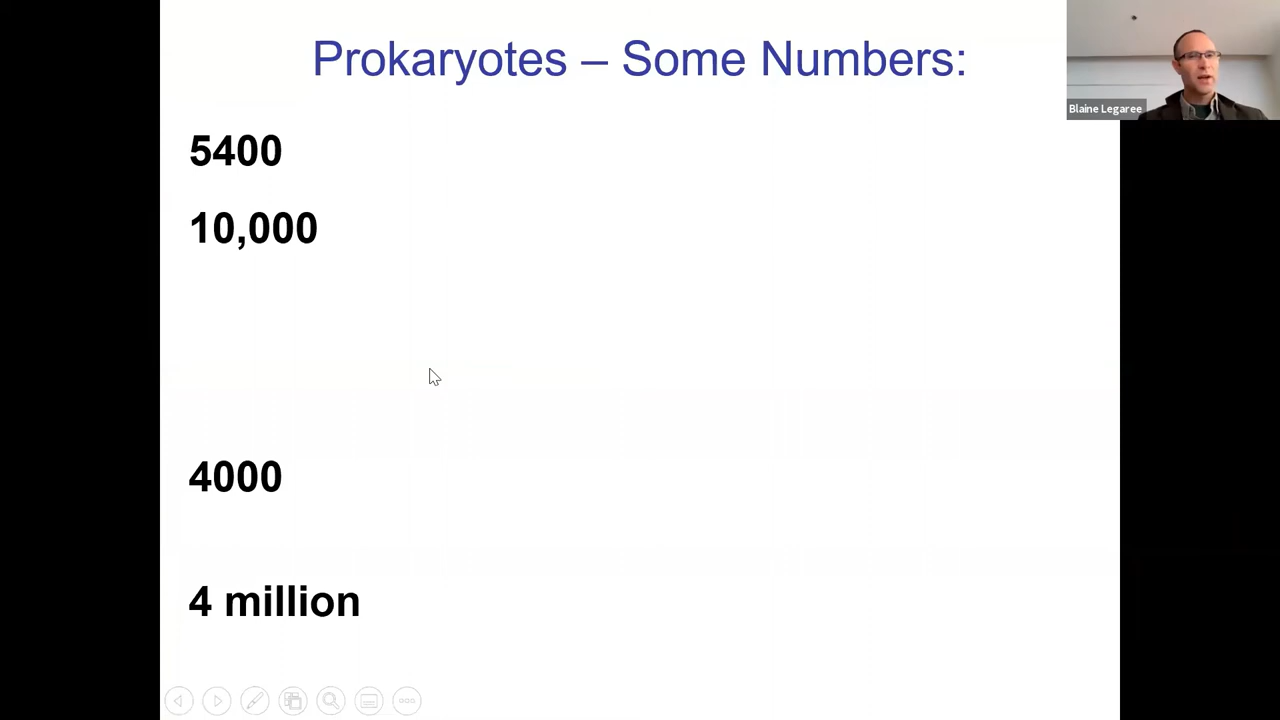 Prokaryotes – Some Numbers:
Blaine Legaree
5400
10,000
4000
4 million